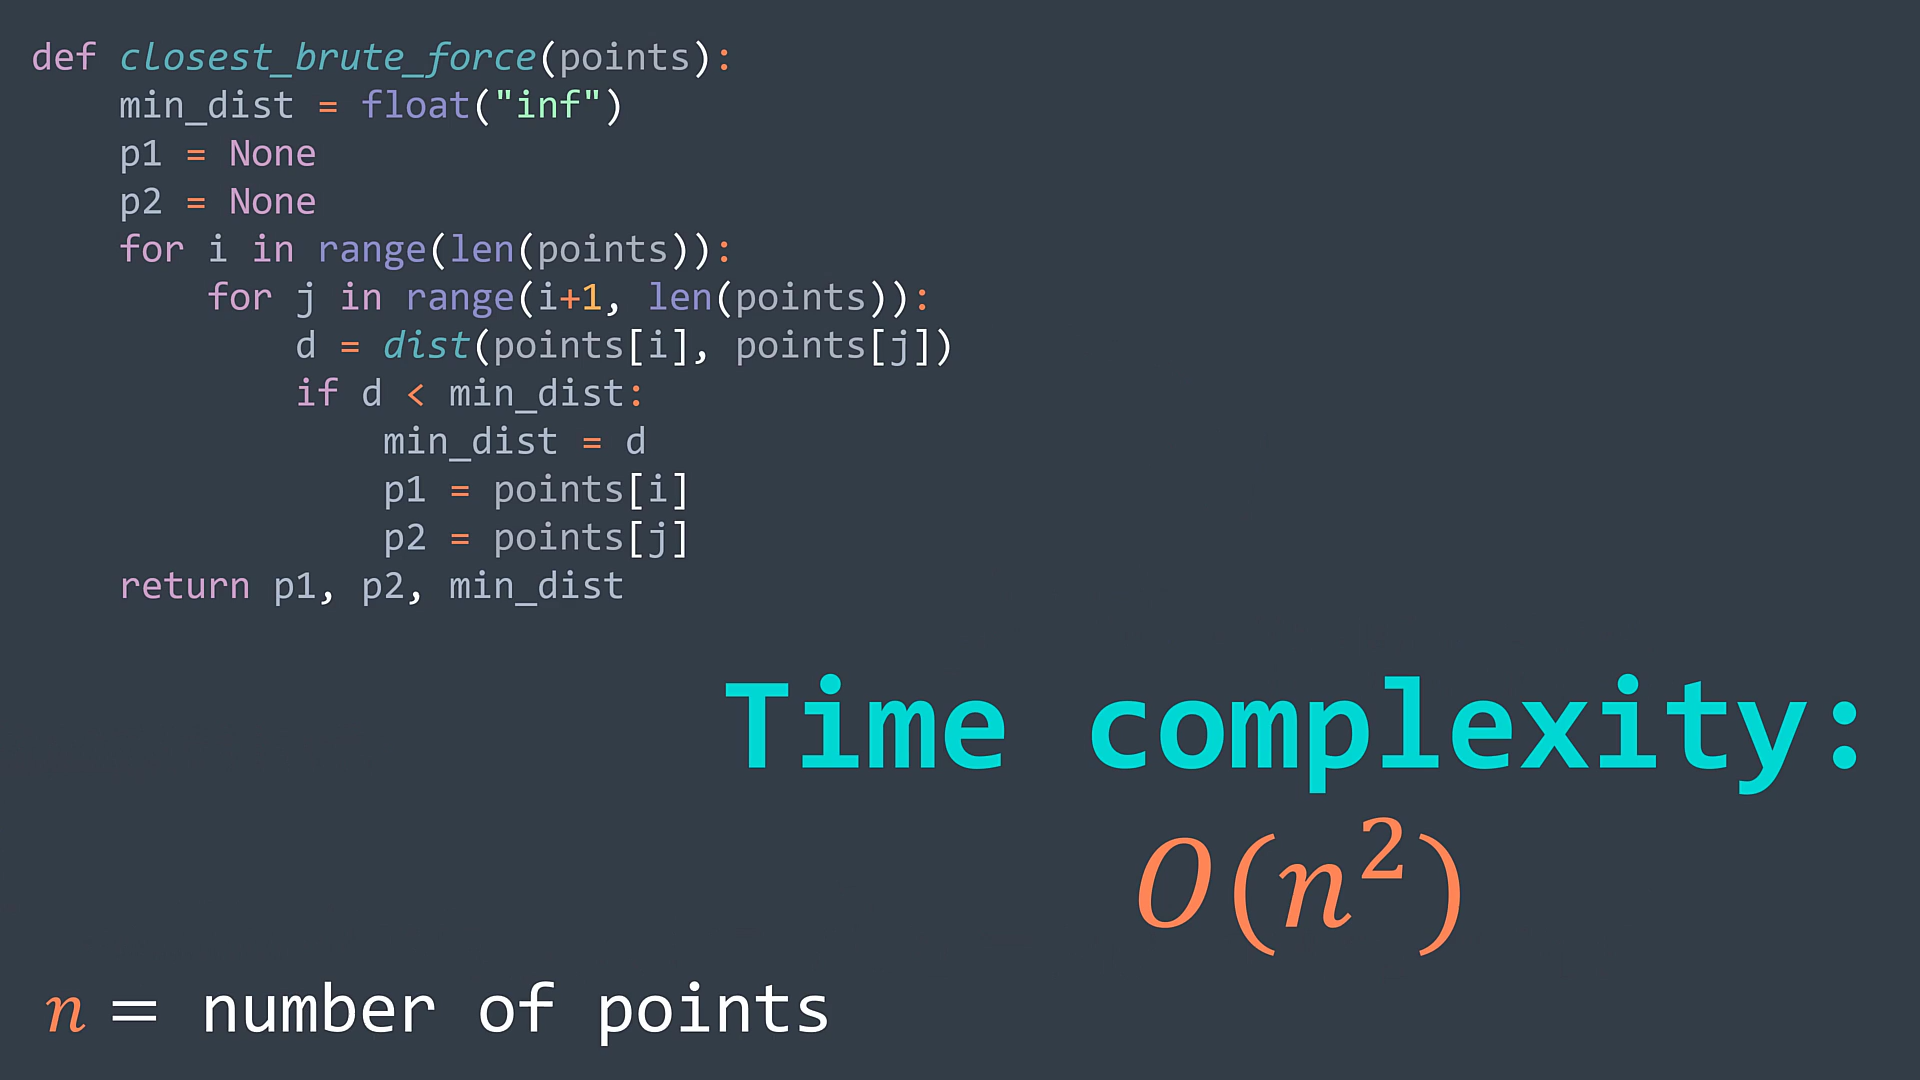 def closest_brute_force(points):
    min_dist = float("inf")
    p1 = None
    p2 = None
    for i in range(len(points)):
        for j in range(i+1, len(points)):
            d = dist(points[i], points[j])
            if d < min_dist:
                min_dist = d
                p1 = points[i]
                p2 = points[j]
    return p1, p2, min_dist
Time complexity:
O(n²)
n = number of points